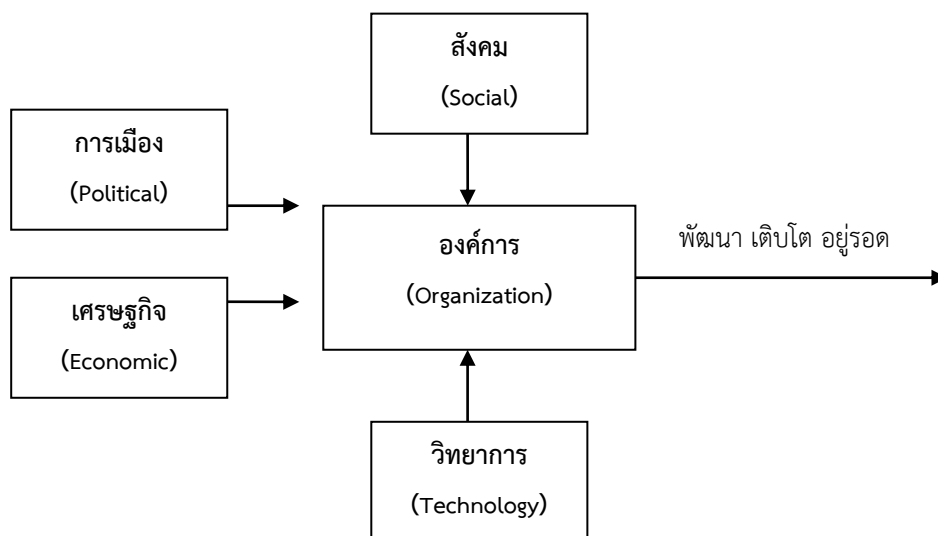 สังคม
(Social)
การเมือง
(Political)
องค์การ
(Organization)
พัฒนา เติบโต อยู่รอด
เศรษฐกิจ
(Economic)
วิทยาการ
(Technology)